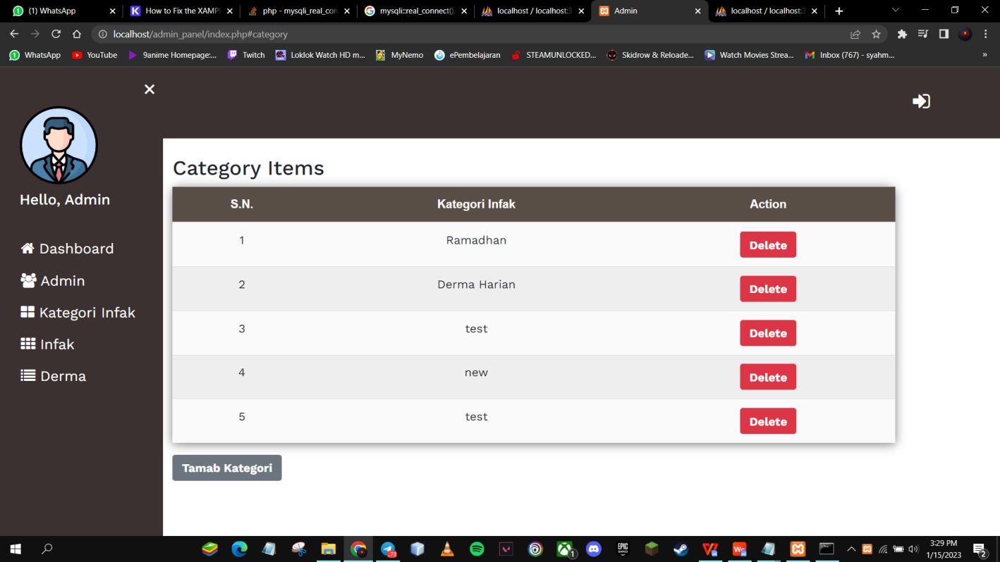 (1) WhatsApp
How to Fix the XAMP
php - mysqli_real_con
mysqli::real_connect():
localhost / localhost:3
Admin
localhost / localhost:3
localhost/admin_panel/index.php#category
WhatsApp
YouTube
9anime Homepage:...
Twitch
Loklok Watch HD m...
MyNemo
ePembelajaran
STEAMUNLOCKED...
Skidrow & Reloade...
Watch Movies Strea...
Inbox (767) - syahm...
»
Hello, Admin
Dashboard
Admin
Kategori Infak
Infak
Derma
Category Items
S.N. Kategori Infak Action
1 Ramadhan Delete
2 Derma Harian Delete
3 test Delete
4 new Delete
5 test Delete
Tamab Kategori
3:29 PM
1/15/2023